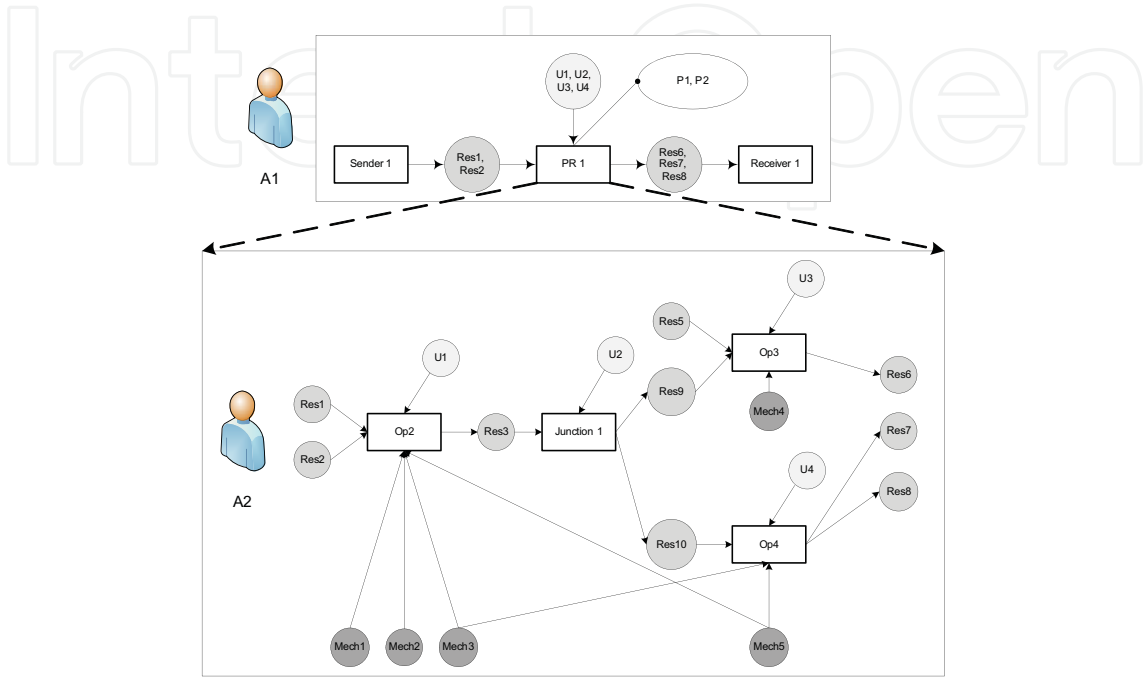 IntechOpen
U1, U2,
U3, U4
P1, P2
Sender 1
Res1,
Res2
PR 1
Res6,
Res7,
Res8
Receiver 1
A1
U3
Res5
Op3
U1
U2
Res6
Res9
Res1
Mech4
Op2
Res3
Junction 1
Res7
Res2
U4
Res8
A2
Res10
Op4
Mech1
Mech2
Mech3
Mech5